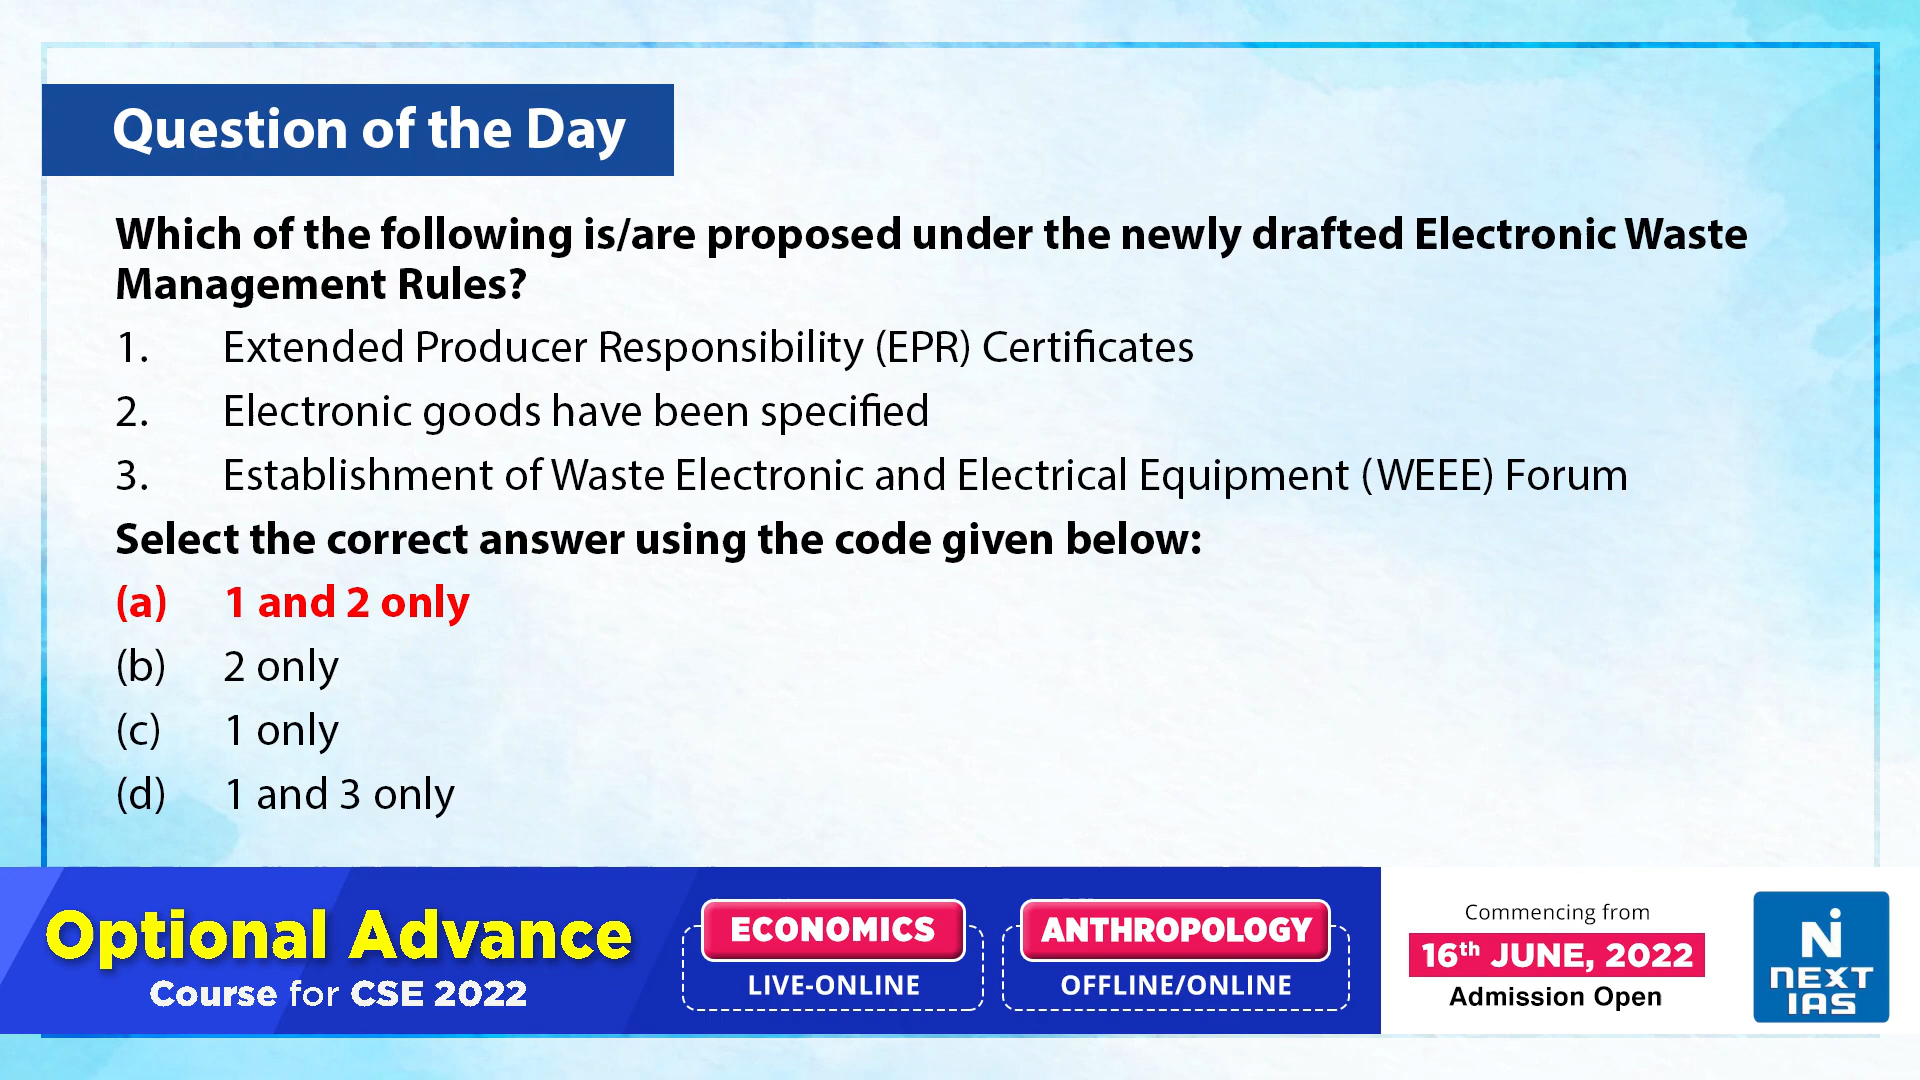 Question of the Day
Which of the following is/are proposed under the newly drafted Electronic Waste
Management Rules?
1. Extended Producer Responsibility (EPR) Certificates
2. Electronic goods have been specified
3. Establishment of Waste Electronic and Electrical Equipment (WEEE) Forum
Select the correct answer using the code given below:
(a) 1 and 2 only
(b) 2 only
(c) 1 only
(d) 1 and 3 only
Optional Advance
Course for CSE 2022
ECONOMICS
LIVE-ONLINE
ANTHROPOLOGY
OFFLINE/ONLINE
Commencing from
16th JUNE, 2022
Admission Open
N
NEXT
IAS